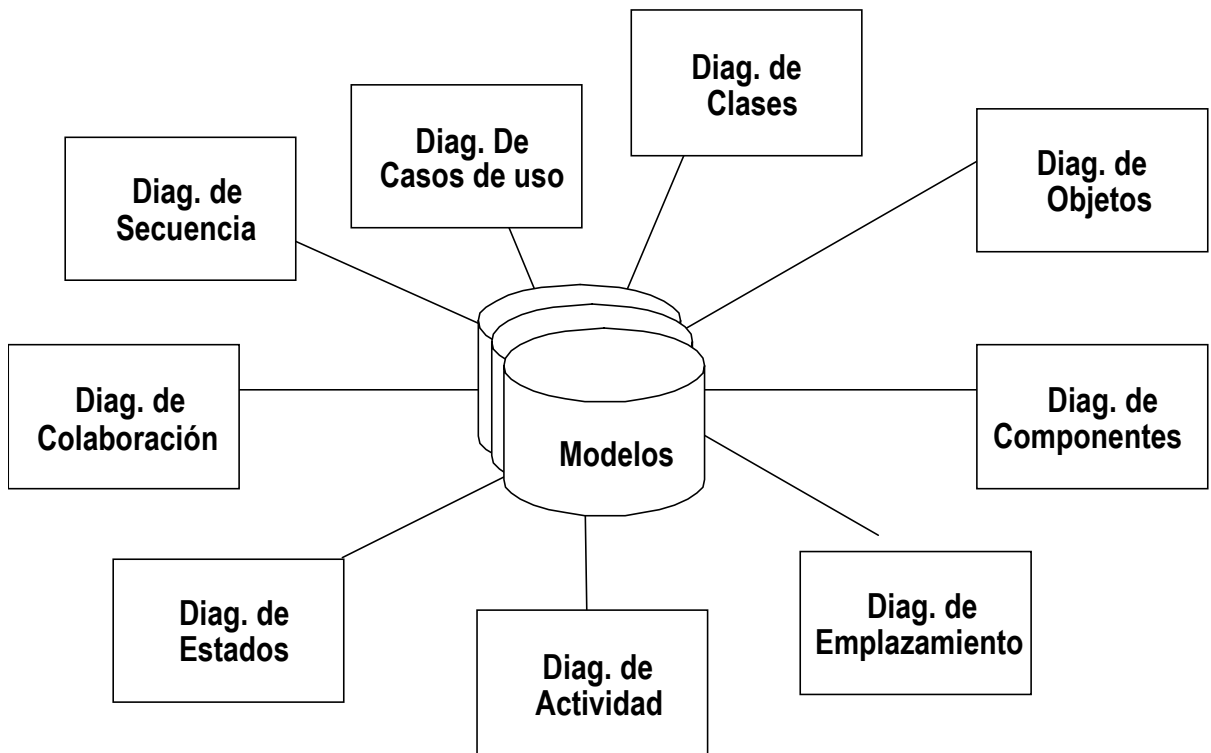 Diag. de
Clases
Diag. De
Casos de uso
Diag. de
Objetos
Diag. de
Secuencia
Diag. de
Colaboración
Modelos
Diag. de
Componentes
Diag. de
Estados
Diag. de
Actividad
Diag. de
Emplazamiento